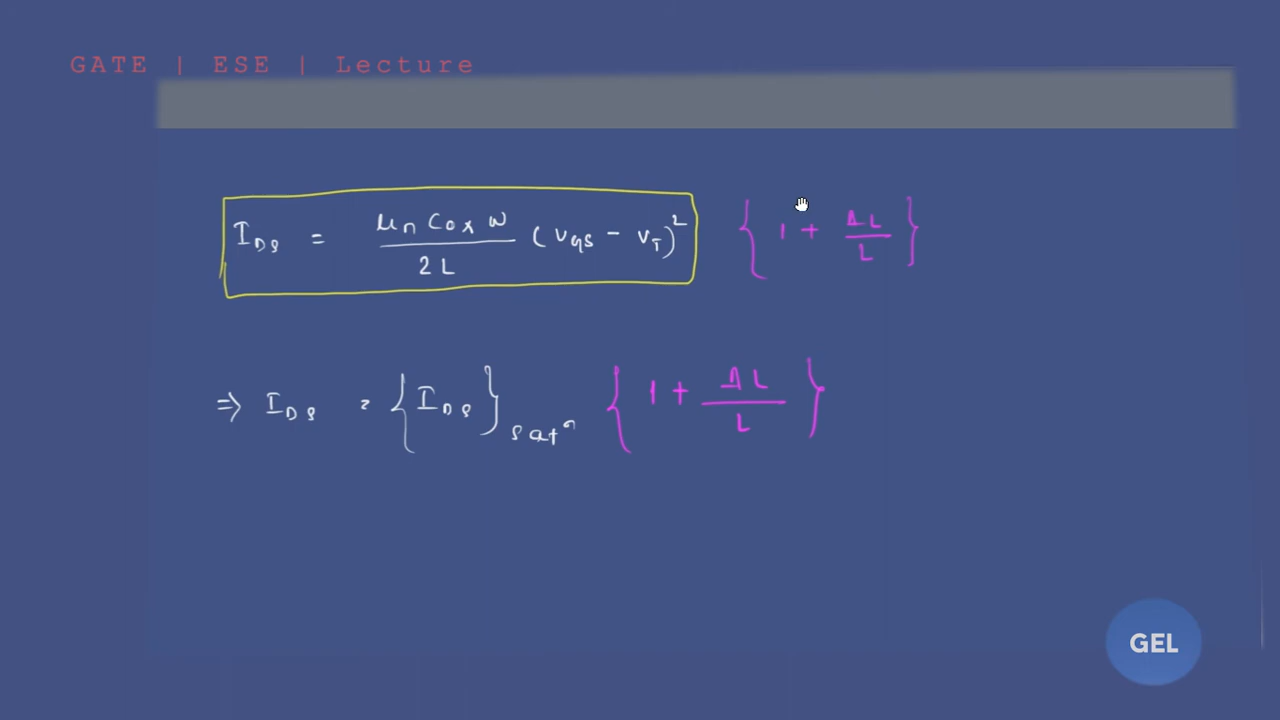 GATE | ESE | Lecture
I_DS = μn Cox W / 2L (VGS - VT)² { 1 + ΔL / L }
⇒ I_DS = { I_DS } satⁿ { 1 + ΔL / L }
GEL